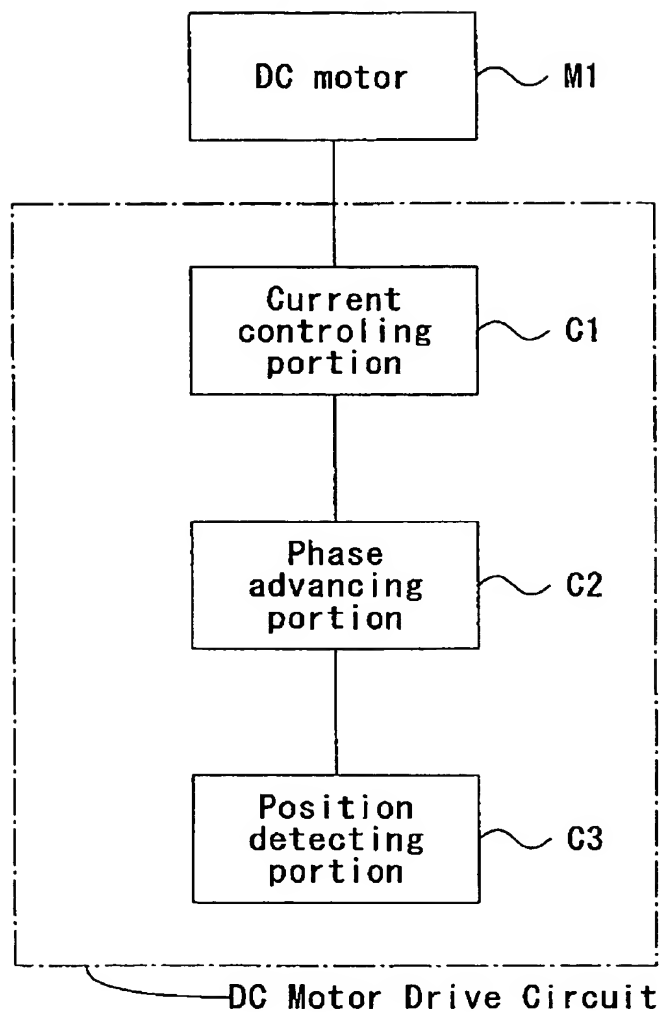 DC motor
M1
Current
controling
portion
C1
Phase
advancing
portion
C2
Position
detecting
portion
C3
DC Motor Drive Circuit